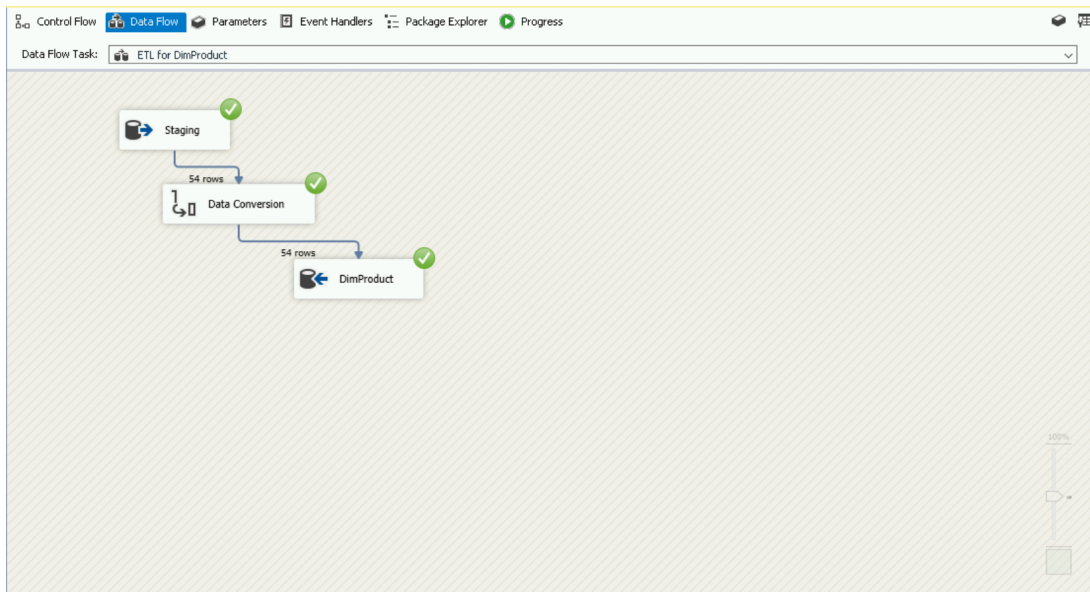 Control Flow Data Flow Parameters Event Handlers Package Explorer Progress
Data Flow Task: ETL for DimProduct
Staging
54 rows
Data Conversion
54 rows
DimProduct
100%